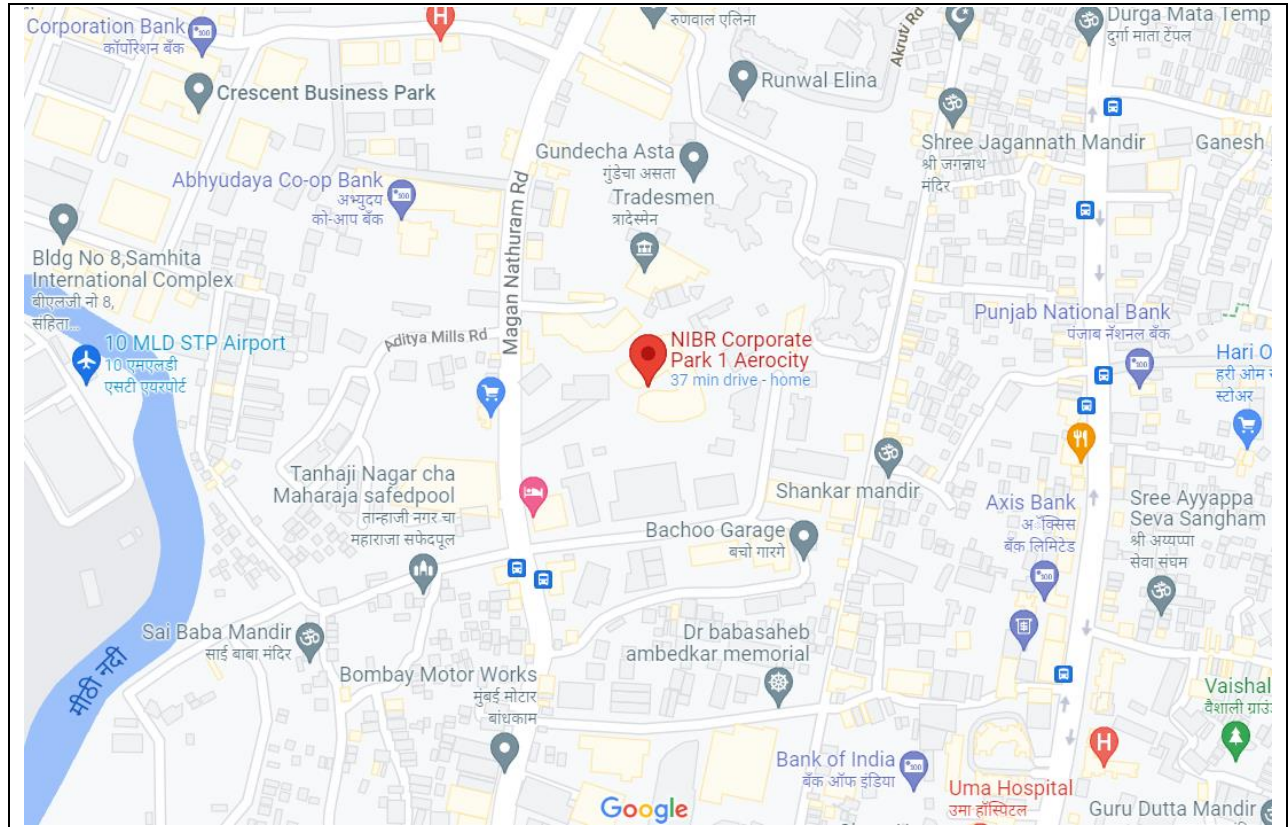 Corporation Bank
कॉर्पोरेशन बँक
रुणवाल एलिना
Akruti Rd
Durga Mata Temp
दुर्गा माता टेंपल
Crescent Business Park
Runwal Elina
Shree Jagannath Mandir
श्री जगन्नाथ
मंदिर
Ganesh
Gundecha Asta
गुंडेचा असता
Tradesmen
त्रादेस्मेन
Abhyudaya Co-op Bank
अभ्युदय
को-आप बँक
Magan Nathuram Rd
Bldg No 8,Samhita
International Complex
बीएलजी नो 8,
संहिता...
Aditya Mills Rd
10 MLD STP Airport
10 एमएलडी
एसटी एयरपोर्ट
NIBR Corporate
Park 1 Aerocity
37 min drive - home
Punjab National Bank
पंजाब नॅशनल बँक
Hari O
हरी ओम
स्टोअर
Tanhaji Nagar cha
Maharaja safedpool
तान्हाजी नगर चा
महाराजा सफेदपूल
Shankar mandir
Bachoo Garage
बचो गारगे
Axis Bank
अ‍ॅक्सिस
बँक लिमिटेड
Sree Ayyappa
Seva Sangham
श्री अय्यप्पा
सेवा संघम
Sai Baba Mandir
साई बाबा मंदिर
मीठी नदी
Dr babasaheb
ambedkar memorial
Bombay Motor Works
मुंबई मोटार
बांधकाम
Vaishal
वैशाली ग्राउं
Bank of India
बँक ऑफ इंडिया
Uma Hospital
उमा हॉस्पिटल
Guru Dutta Mandir
Google